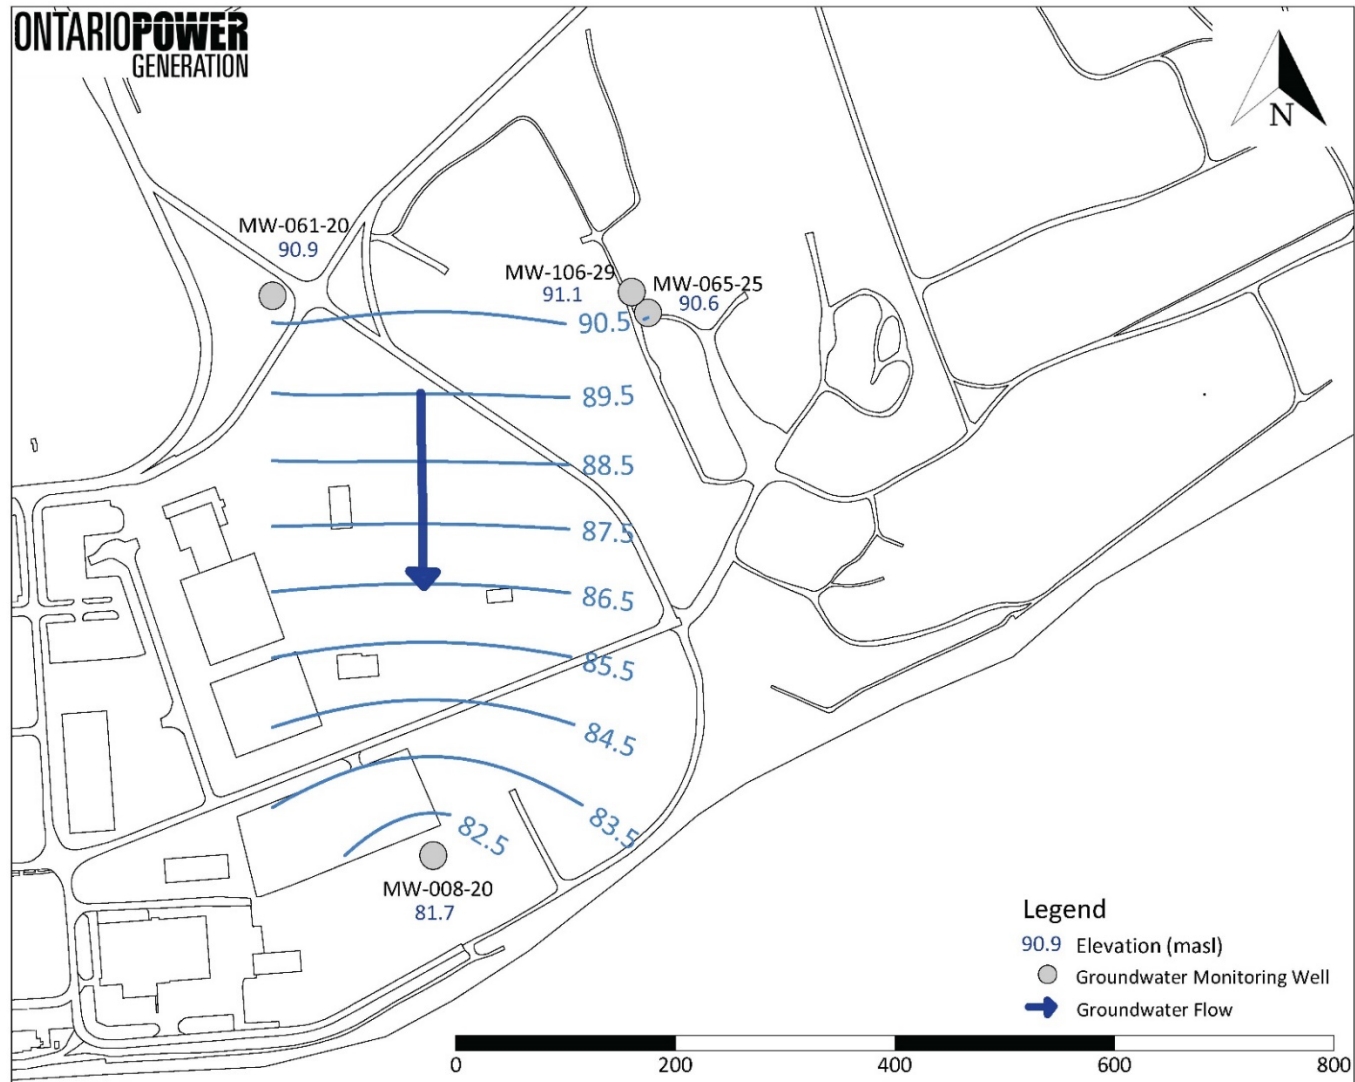 ONTARIOPOWER
GENERATION
N
MW-061-20
90.9
MW-106-29
91.1
MW-065-25
90.6
90.5
89.5
88.5
87.5
86.5
85.5
84.5
83.5
82.5
MW-008-20
81.7
Legend
90.9 Elevation (masl)
Groundwater Monitoring Well
Groundwater Flow
0 200 400 600 800